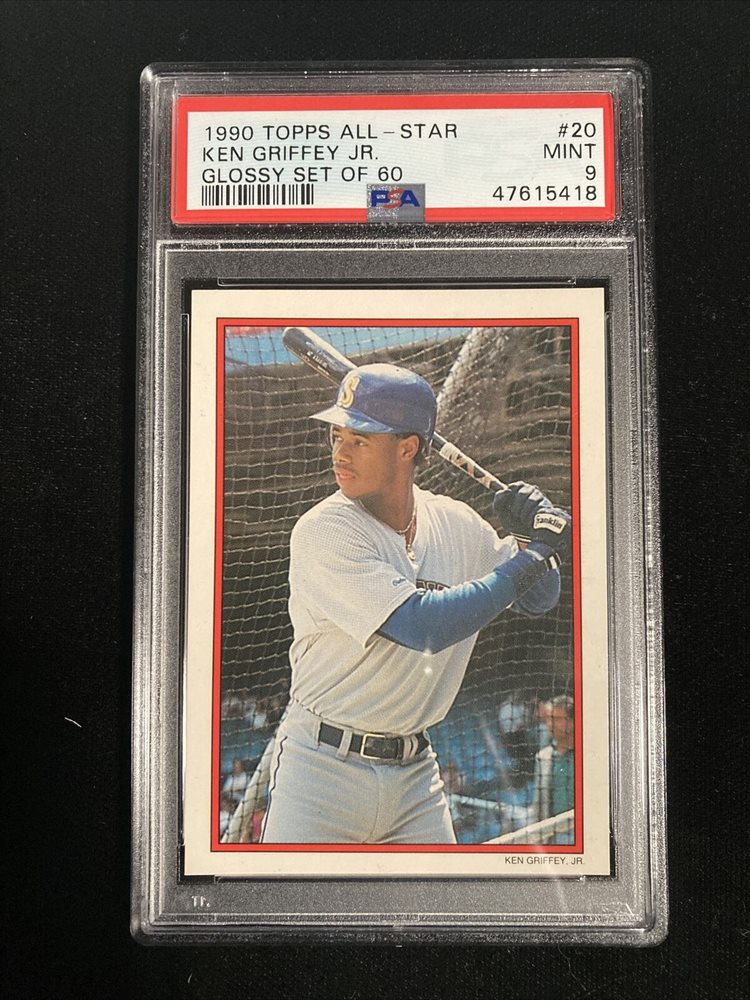 1990 TOPPS ALL-STAR #20
KEN GRIFFEY JR. MINT
GLOSSY SET OF 60 9
PSA 47615418
S
Franklin
KEN GRIFFEY, JR.